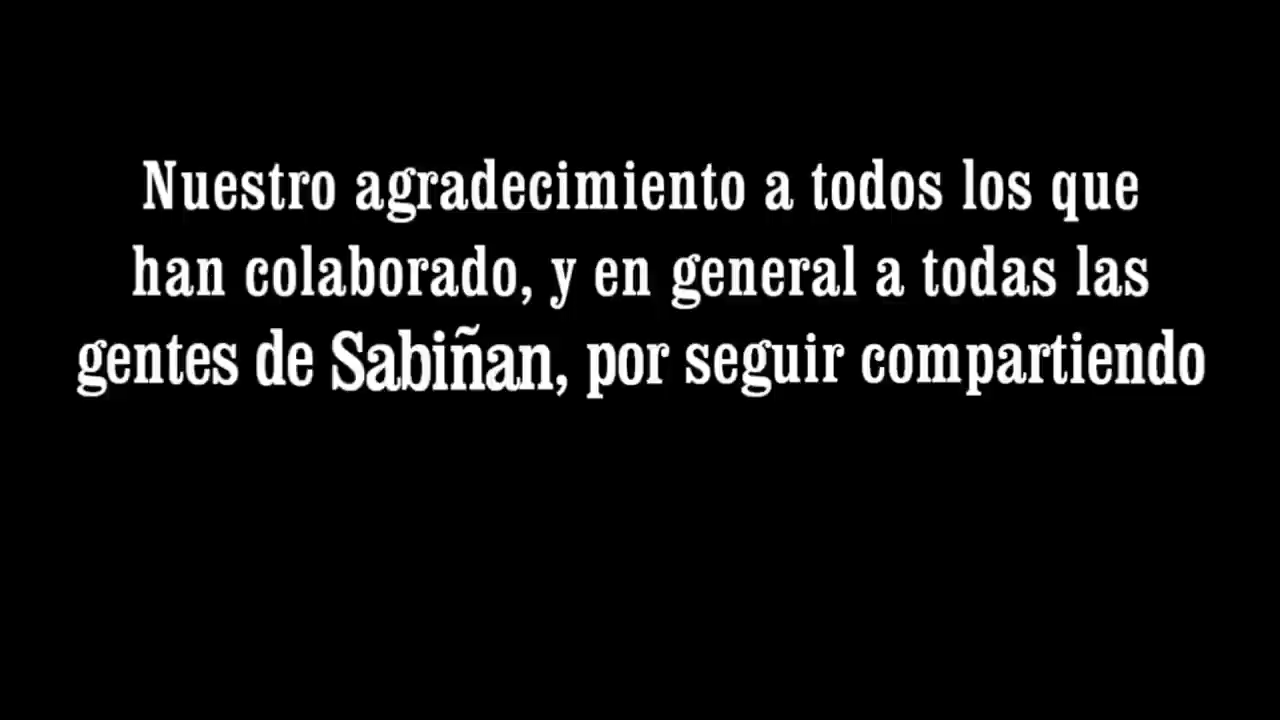 Nuestro agradecimiento a todos los que
han colaborado, y en general a todas las
gentes de Sabiñan, por seguir compartiendo